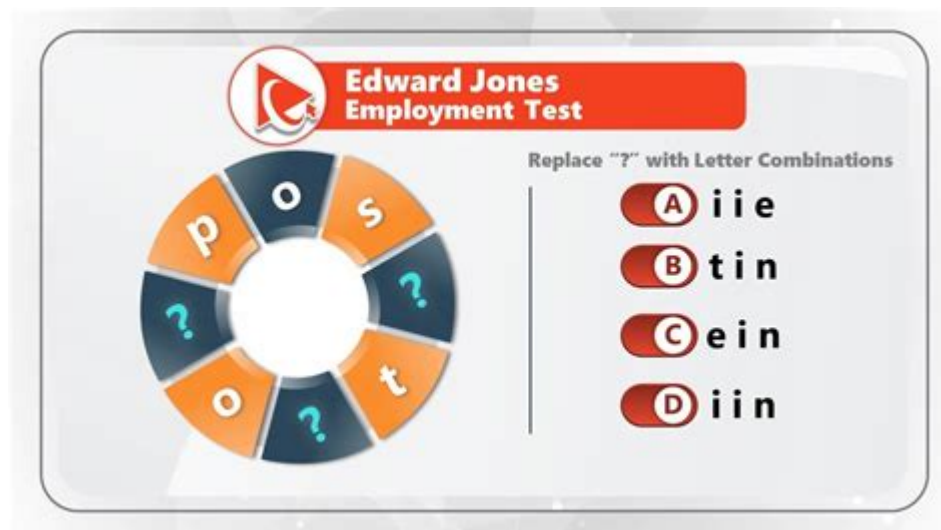 Edward Jones
Employment Test
Replace "?" with Letter Combinations
p o s ? t ? o ?
A i i e
B t i n
C e i n
D i i n